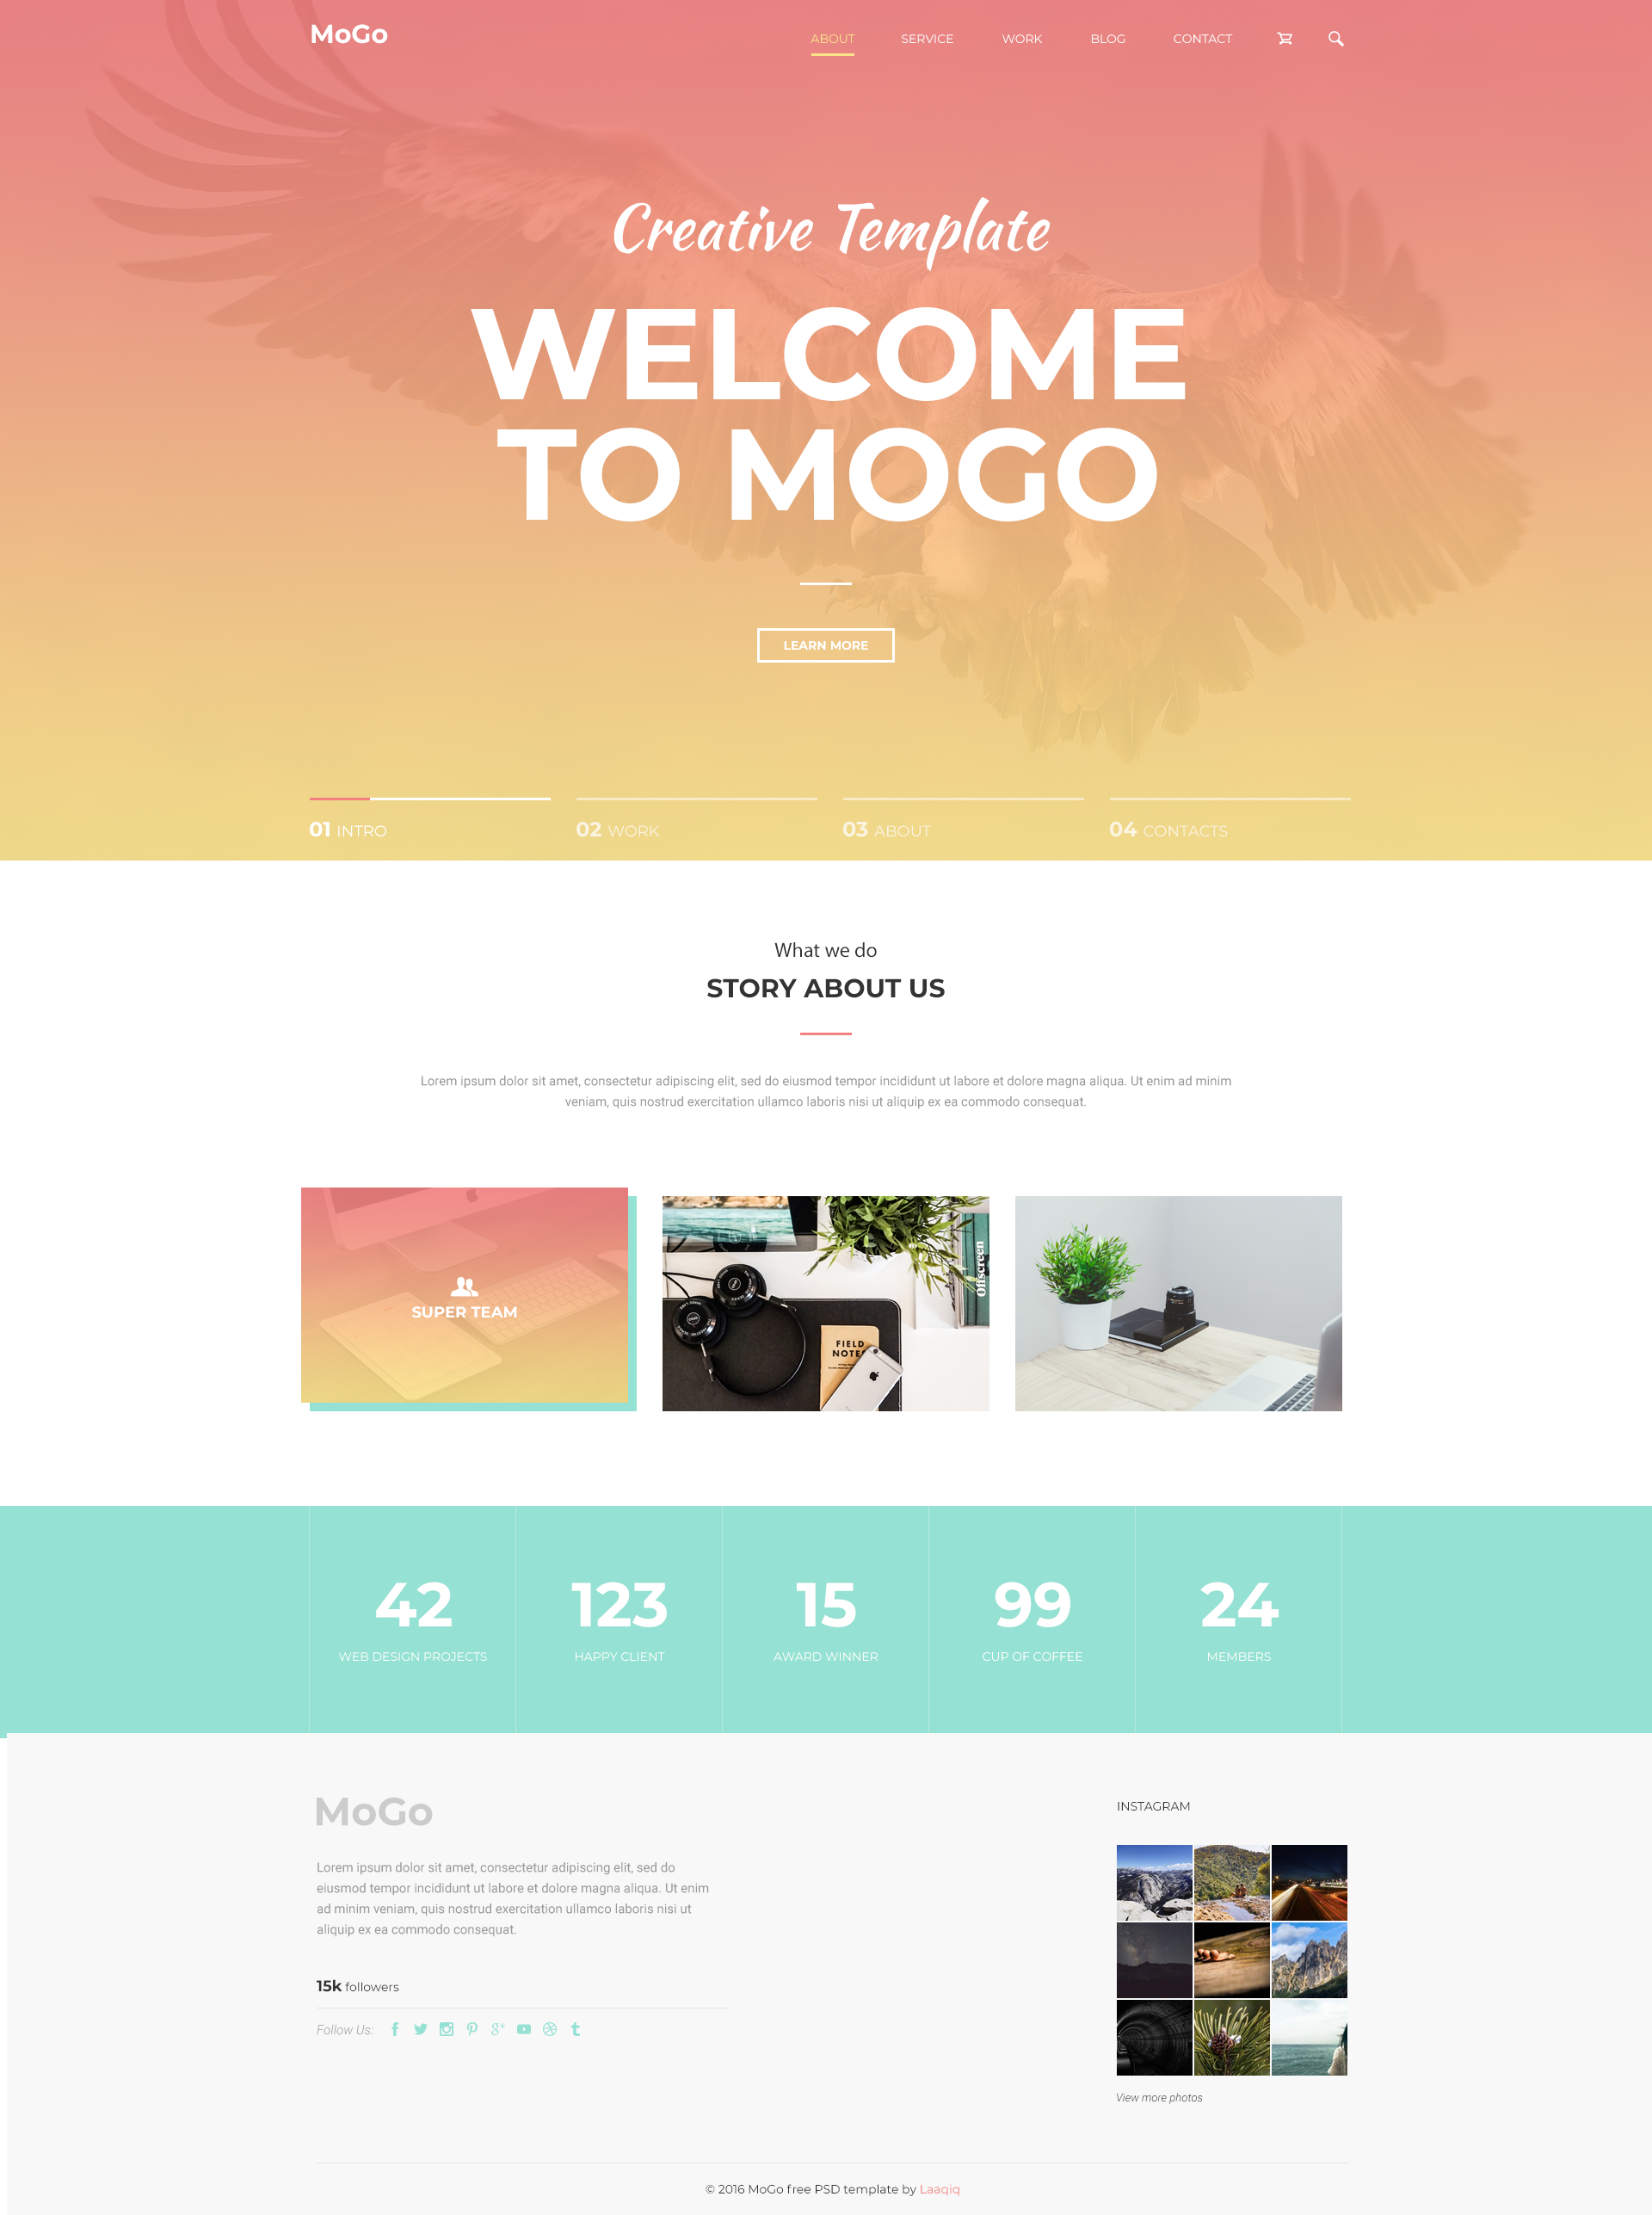 MoGo
ABOUT SERVICE WORK BLOG CONTACT
Creative Template
WELCOME
TO MOGO
LEARN MORE
01 INTRO
02 WORK
03 ABOUT
04 CONTACTS
What we do
STORY ABOUT US
Lorem ipsum dolor sit amet, consectetur adipiscing elit, sed do eiusmod tempor incididunt ut labore et dolore magna aliqua. Ut enim ad minim
veniam, quis nostrud exercitation ullamco laboris nisi ut aliquip ex ea commodo consequat.
SUPER TEAM
Offscreen
FIELD
NOTES
42
WEB DESIGN PROJECTS
123
HAPPY CLIENT
15
AWARD WINNER
99
CUP OF COFFEE
24
MEMBERS
MoGo
Lorem ipsum dolor sit amet, consectetur adipiscing elit, sed do
eiusmod tempor incididunt ut labore et dolore magna aliqua. Ut enim
ad minim veniam, quis nostrud exercitation ullamco laboris nisi ut
aliquip ex ea commodo consequat.
15k followers
Follow Us:
INSTAGRAM
View more photos
© 2016 MoGo free PSD template by Laaqiq